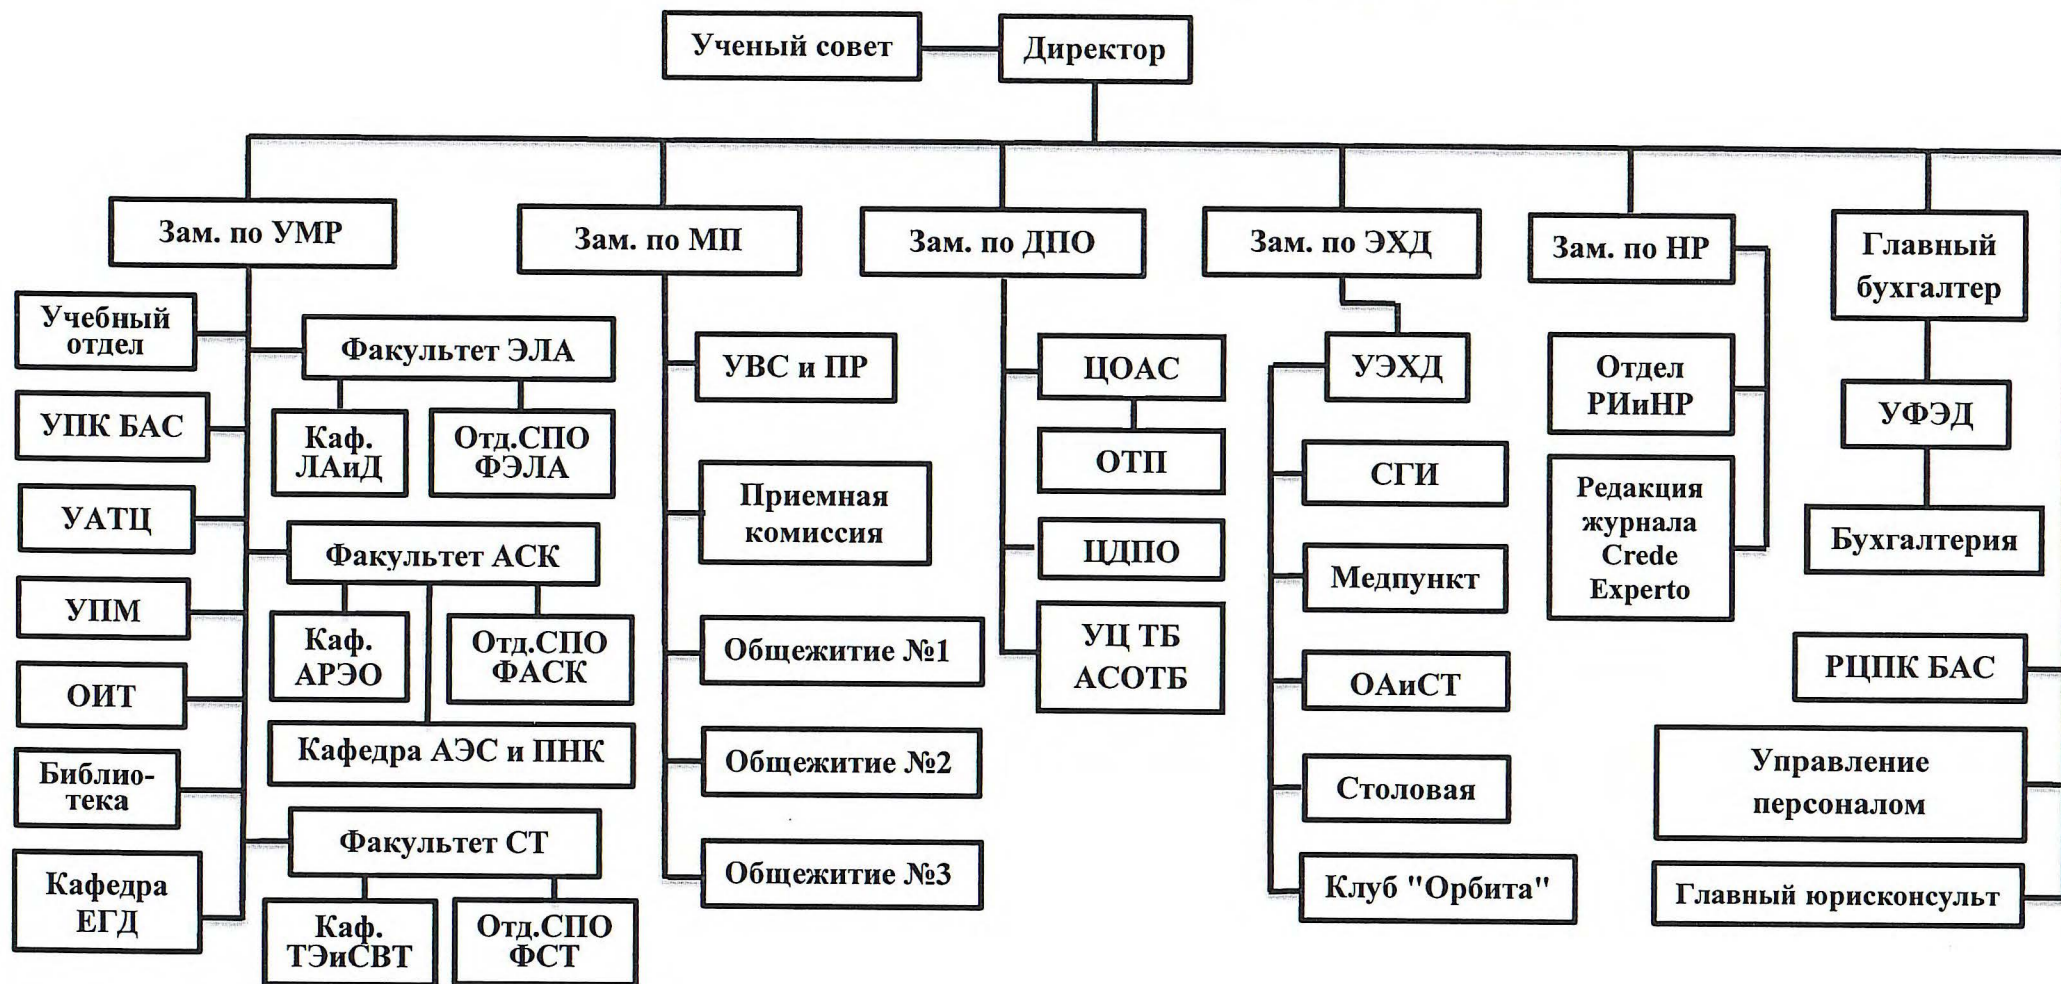 Ученый совет
Директор
Зам. по УМР
Зам. по МП
Зам. по ДПО
Зам. по ЭХД
Зам. по НР
Главный
бухгалтер
Учебный
отдел
УПК БАС
УАТЦ
УПМ
ОИТ
Библио-
тека
Кафедра
ЕГД
Факультет ЭЛА
Каф.
ЛАиД
Отд.СПО
ФЭЛА
Факультет АСК
Каф.
АРЭО
Отд.СПО
ФАСК
Кафедра АЭС и ПНК
Факультет СТ
Каф.
ТЭиСВТ
Отд.СПО
ФСТ
УВС и ПР
Приемная
комиссия
Общежитие №1
Общежитие №2
Общежитие №3
ЦОАС
ОТП
ЦДПО
УЦ ТБ
АСОТБ
УЭХД
СГИ
Медпункт
ОАиСТ
Столовая
Клуб "Орбита"
Отдел
РИиНР
Редакция
журнала
Crede
Experto
УФЭД
Бухгалтерия
РЦПК БАС
Управление
персоналом
Главный юрисконсульт